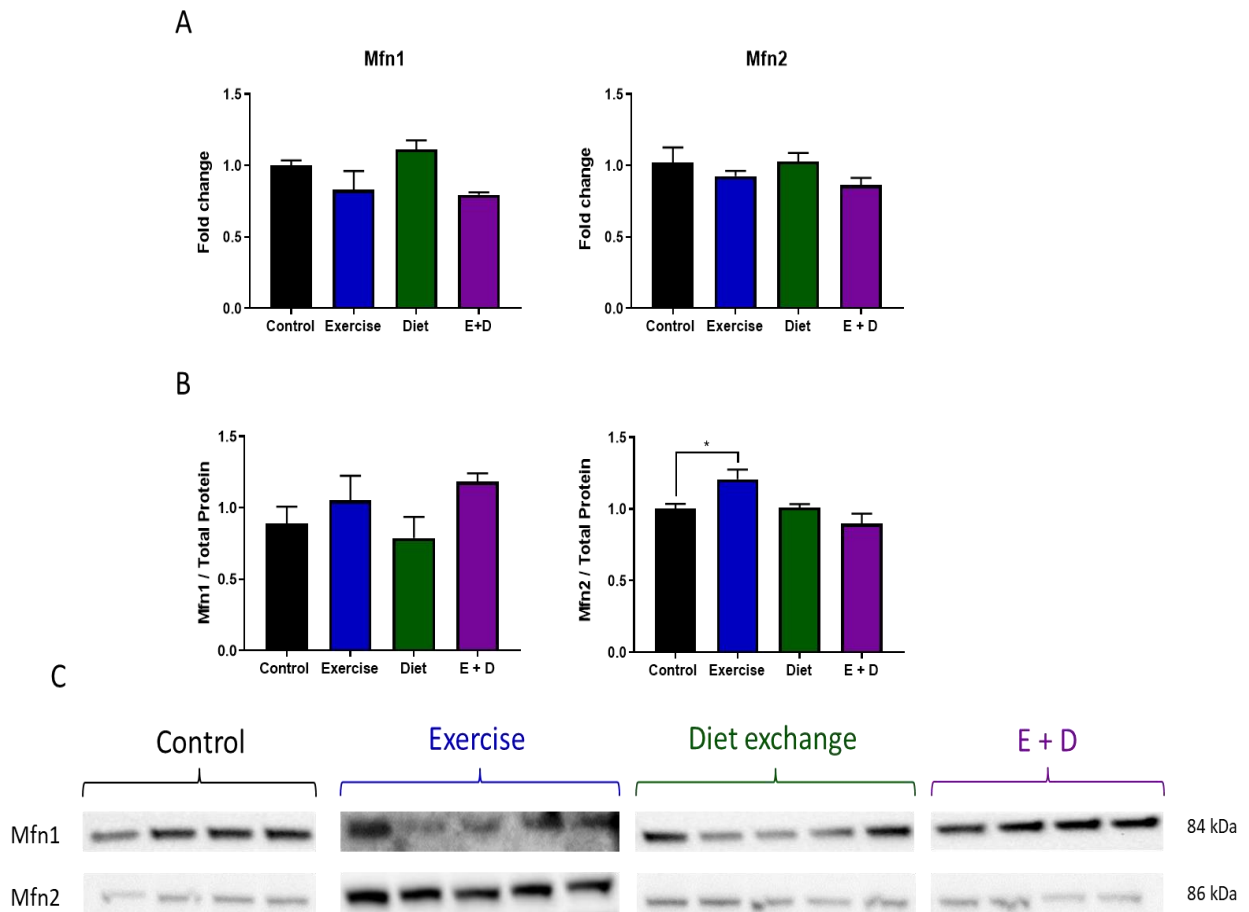 A
Mfn1 Mfn2
1.5 1.5
Fold change Fold change
1.0 1.0
0.5 0.5
0.0 0.0
Control Exercise Diet E+D Control Exercise Diet E + D
B
1.5 1.5
*
Mfn1 / Total Protein Mfn2 / Total Protein
1.0 1.0
0.5 0.5
0.0 0.0
Control Exercise Diet E + D Control Exercise Diet E + D
C
Control Exercise Diet exchange E + D
Mfn1 84 kDa
Mfn2 86 kDa